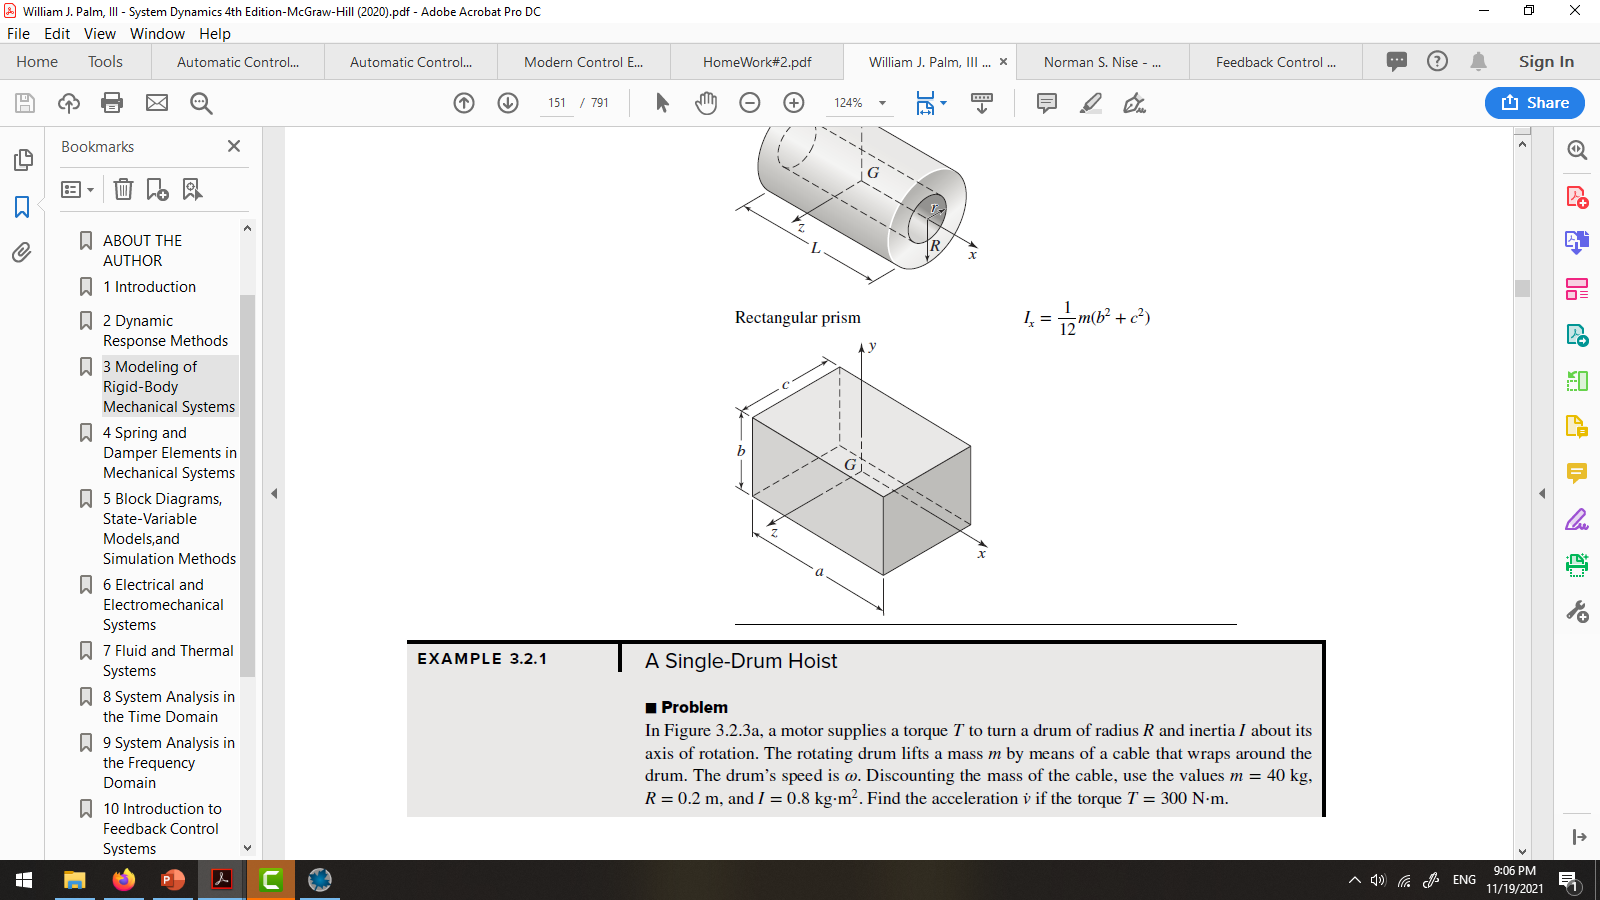 William J. Palm, III - System Dynamics 4th Edition-McGraw-Hill (2020).pdf - Adobe Acrobat Pro DC
File Edit View Window Help
Home Tools Automatic Control... Automatic Control... Modern Control E... HomeWork#2.pdf William J. Palm, III ... × Norman S. Nise - ... Feedback Control ... Sign In
151 / 791 124% Share
Bookmarks
ABOUT THE
AUTHOR
1 Introduction
2 Dynamic
Response Methods
3 Modeling of
Rigid-Body
Mechanical Systems
4 Spring and
Damper Elements in
Mechanical Systems
5 Block Diagrams,
State-Variable
Models,and
Simulation Methods
6 Electrical and
Electromechanical
Systems
7 Fluid and Thermal
Systems
8 System Analysis in
the Time Domain
9 System Analysis in
the Frequency
Domain
10 Introduction to
Feedback Control
Systems
G
r
z
L
R
x
Rectangular prism
Iₓ = 1/12 m(b² + c²)
y
c
b
G
z
x
a
EXAMPLE 3.2.1
A Single-Drum Hoist
■ Problem
In Figure 3.2.3a, a motor supplies a torque T to turn a drum of radius R and inertia I about its
axis of rotation. The rotating drum lifts a mass m by means of a cable that wraps around the
drum. The drum's speed is ω. Discounting the mass of the cable, use the values m = 40 kg,
R = 0.2 m, and I = 0.8 kg·m². Find the acceleration v̇ if the torque T = 300 N·m.
ENG
9:06 PM
11/19/2021
1